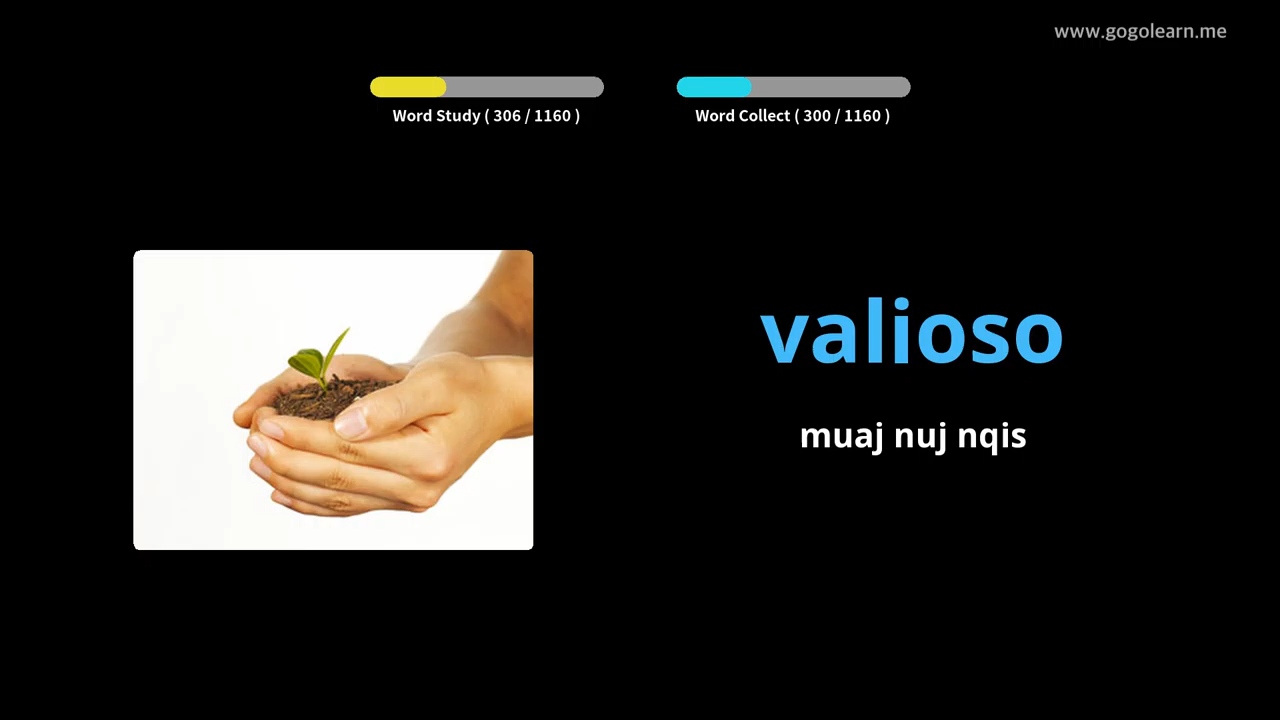 www.gogolearn.me
Word Study ( 306 / 1160 )
Word Collect ( 300 / 1160 )
valioso
muaj nuj nqis